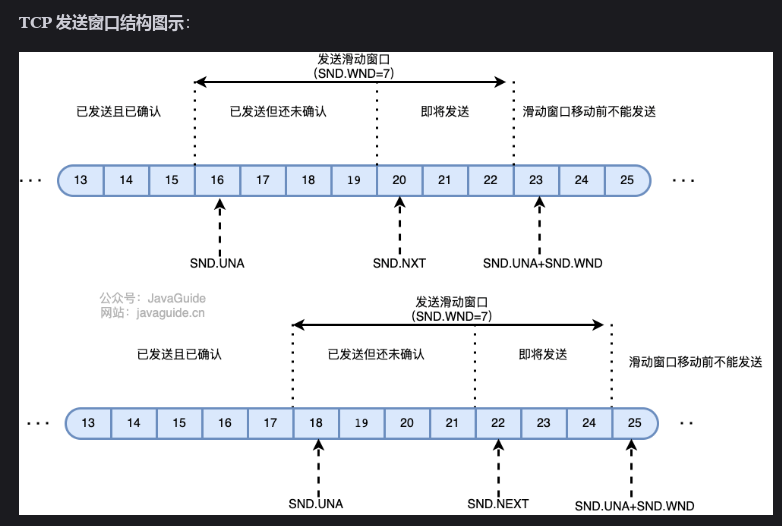 TCP 发送窗口结构图示：
发送滑动窗口
(SND.WND=7)
已发送且已确认
已发送但还未确认
即将发送
滑动窗口移动前不能发送
··· 13 14 15 16 17 18 19 20 21 22 23 24 25 ···
SND.UNA
SND.NXT
SND.UNA+SND.WND
公众号：JavaGuide
网站：javaguide.cn
发送滑动窗口
(SND.WND=7)
已发送且已确认
已发送但还未确认
即将发送
滑动窗口移动前不能发送
··· 13 14 15 16 17 18 19 20 21 22 23 24 25 ··
SND.UNA
SND.NEXT
SND.UNA+SND.WND